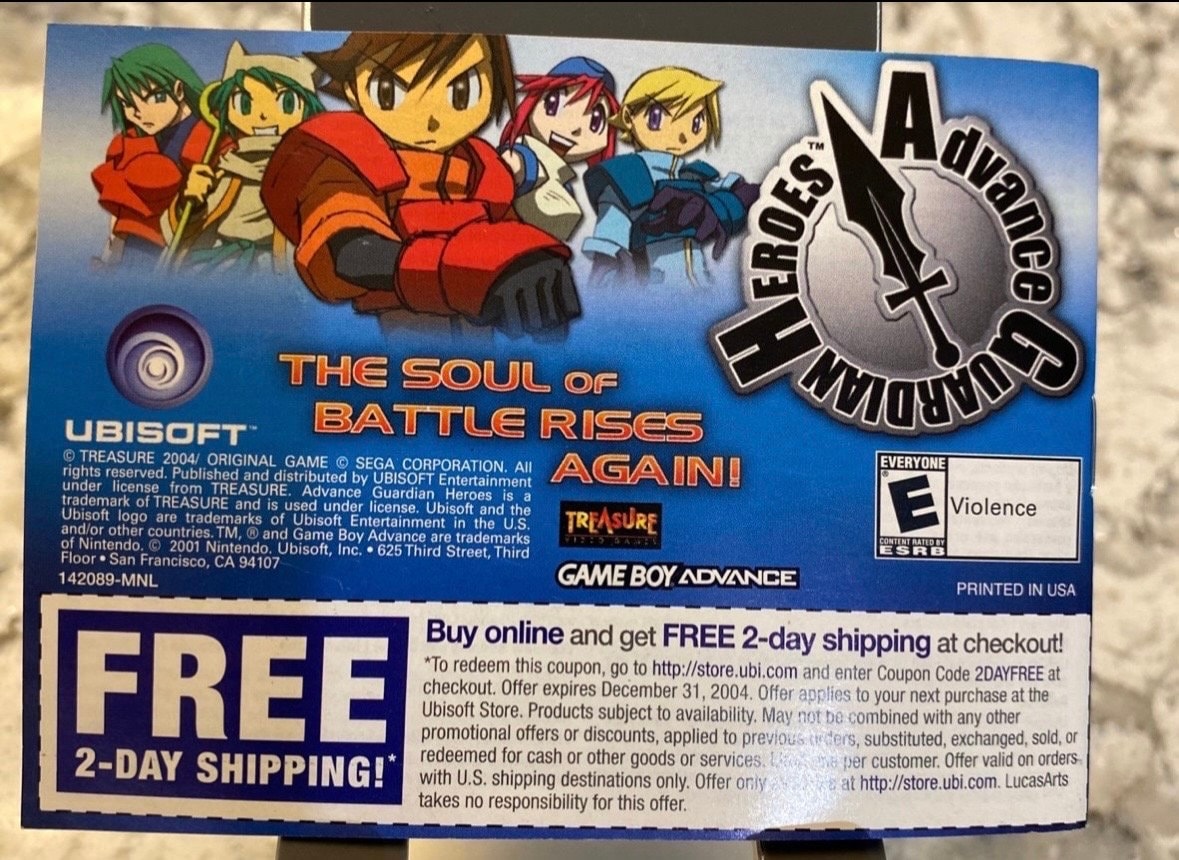 Advance GUARDIAN HEROES™
THE SOUL OF
BATTLE RISES
AGAIN!
UBISOFT™
© TREASURE 2004/ ORIGINAL GAME © SEGA CORPORATION. All
rights reserved. Published and distributed by UBISOFT Entertainment
under license from TREASURE. Advance Guardian Heroes is a
trademark of TREASURE and is used under license. Ubisoft and the
Ubisoft logo are trademarks of Ubisoft Entertainment in the U.S.
and/or other countries. TM, ® and Game Boy Advance are trademarks
of Nintendo. © 2001 Nintendo. Ubisoft, Inc. • 625 Third Street, Third
Floor • San Francisco, CA 94107
142089-MNL
TREASURE
VIDEO GAMES
GAME BOY ADVANCE
EVERYONE
E
®
Violence
CONTENT RATED BY
ESRB
PRINTED IN USA
FREE
2-DAY SHIPPING!*
Buy online and get FREE 2-day shipping at checkout!
*To redeem this coupon, go to http://store.ubi.com and enter Coupon Code 2DAYFREE at
checkout. Offer expires December 31, 2004. Offer applies to your next purchase at the
Ubisoft Store. Products subject to availability. May not be combined with any other
promotional offers or discounts, applied to previous orders, substituted, exchanged, sold, or
redeemed for cash or other goods or services. per customer. Offer valid on orders
with U.S. shipping destinations only. Offer only at http://store.ubi.com. LucasArts
takes no responsibility for this offer.